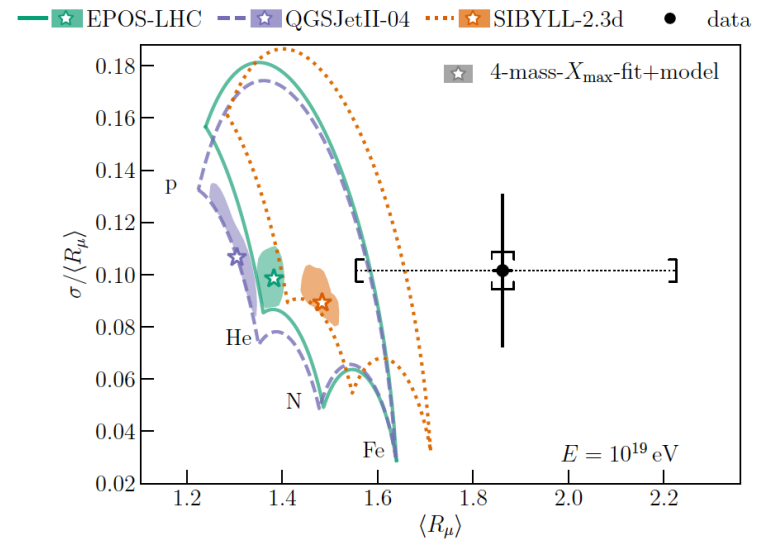 EPOS-LHC QGSJetII-04 SIBYLL-2.3d data
4-mass-Xmax-fit+model
0.18
0.16
0.14
0.12
0.10
0.08
0.06
0.04
0.02
σ/⟨Rμ⟩
p
He
N
Fe
E = 10¹⁹ eV
1.2 1.4 1.6 1.8 2.0 2.2
⟨Rμ⟩